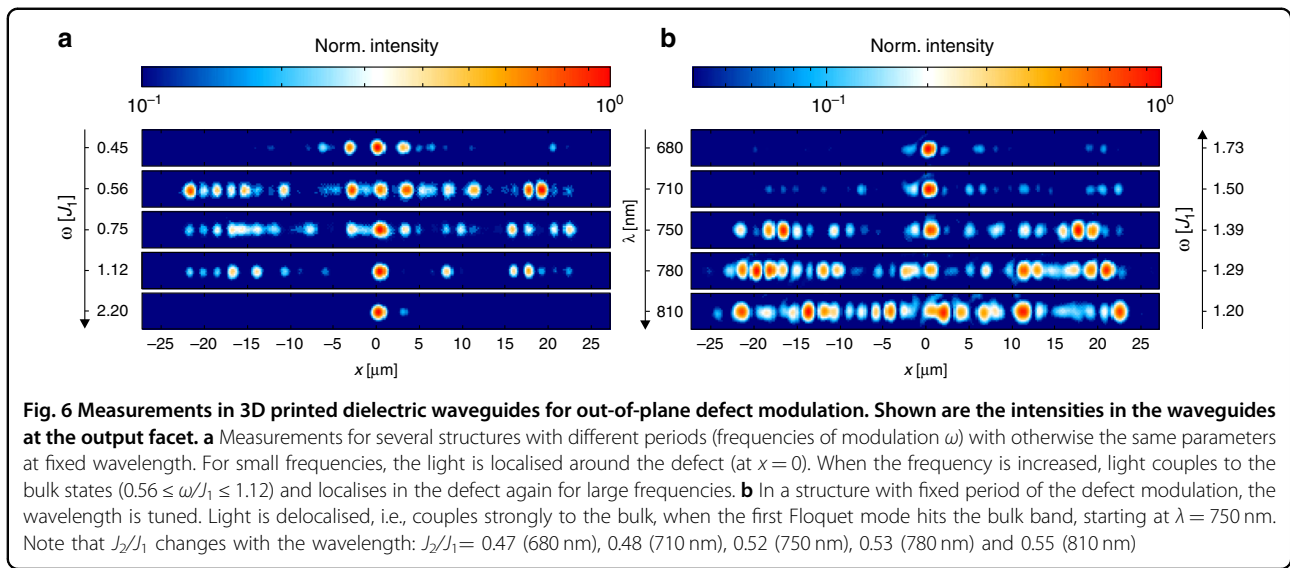 a
Norm. intensity
10⁻¹ 10⁰
ω [J₁]
0.45
0.56
0.75
1.12
2.20
−25 −20 −15 −10 −5 0 5 10 15 20 25
x [μm]
b
Norm. intensity
10⁻¹ 10⁰
λ [nm]
680
710
750
780
810
1.73
1.50
1.39
1.29
1.20
ω [J₁]
−25 −20 −15 −10 −5 0 5 10 15 20 25
x [μm]
Fig. 6 Measurements in 3D printed dielectric waveguides for out-of-plane defect modulation. Shown are the intensities in the waveguides
at the output facet. a Measurements for several structures with different periods (frequencies of modulation ω) with otherwise the same parameters
at fixed wavelength. For small frequencies, the light is localised around the defect (at x = 0). When the frequency is increased, light couples to the
bulk states (0.56 ≤ ω/J₁ ≤ 1.12) and localises in the defect again for large frequencies. b In a structure with fixed period of the defect modulation, the
wavelength is tuned. Light is delocalised, i.e., couples strongly to the bulk, when the first Floquet mode hits the bulk band, starting at λ = 750 nm.
Note that J₂/J₁ changes with the wavelength: J₂/J₁= 0.47 (680 nm), 0.48 (710 nm), 0.52 (750 nm), 0.53 (780 nm) and 0.55 (810 nm)